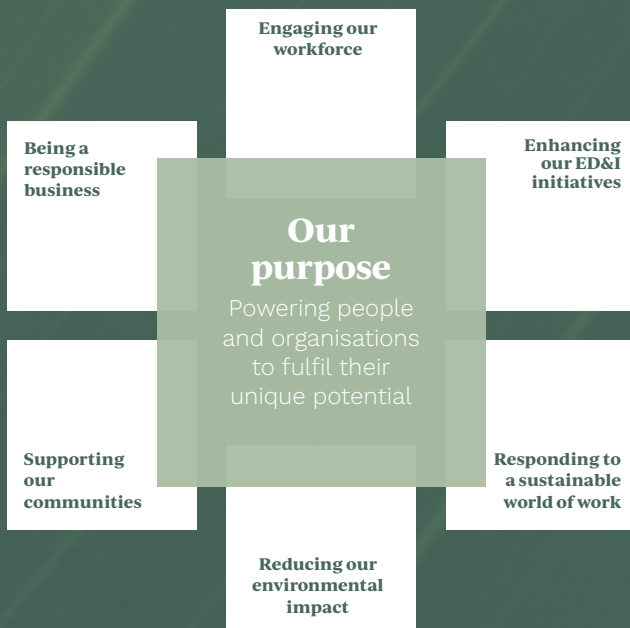 Engaging our
workforce
Being a
responsible
business
Enhancing
our ED&I
initiatives
Our
purpose
Powering people
and organisations
to fulfil their
unique potential
Supporting
our
communities
Responding to
a sustainable
world of work
Reducing our
environmental
impact